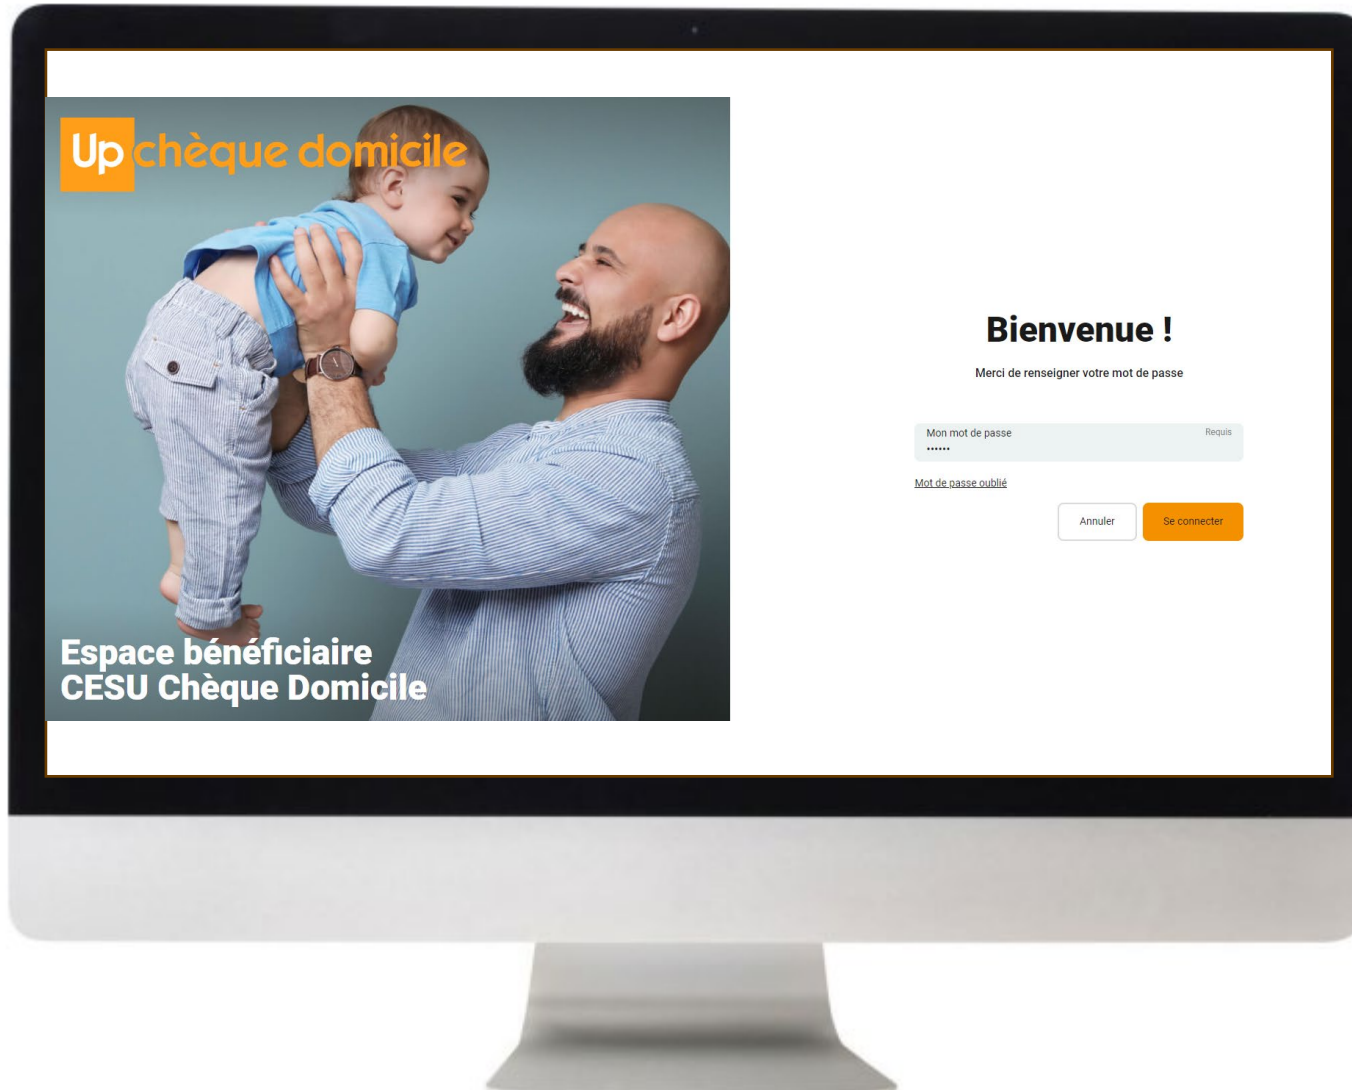 Up chèque domicile
Espace bénéficiaire
CESU Chèque Domicile
Bienvenue !
Merci de renseigner votre mot de passe
Mon mot de passe
Requis
••••••
Mot de passe oublié
Annuler
Se connecter